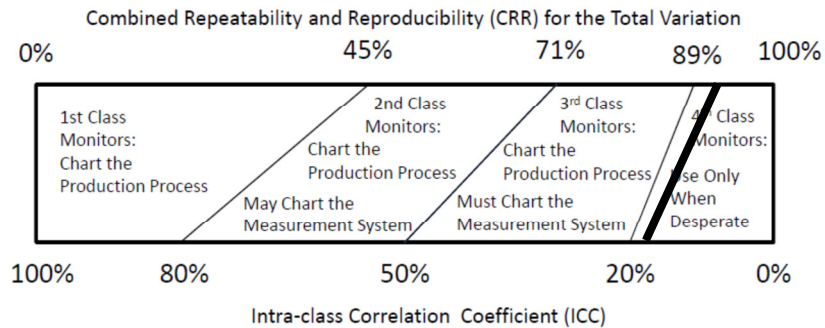 Combined Repeatability and Reproducibility (CRR) for the Total Variation
0% 45% 71% 89% 100%
1st Class
Monitors:
Chart the
Production Process
2nd Class
Monitors:
Chart the
Production Process
May Chart the
Measurement System
3rd Class
Monitors:
Chart the
Production Process
Must Chart the
Measurement System
Class
Monitors:
Use Only
When
Desperate
100% 80% 50% 20% 0%
Intra-class Correlation Coefficient (ICC)